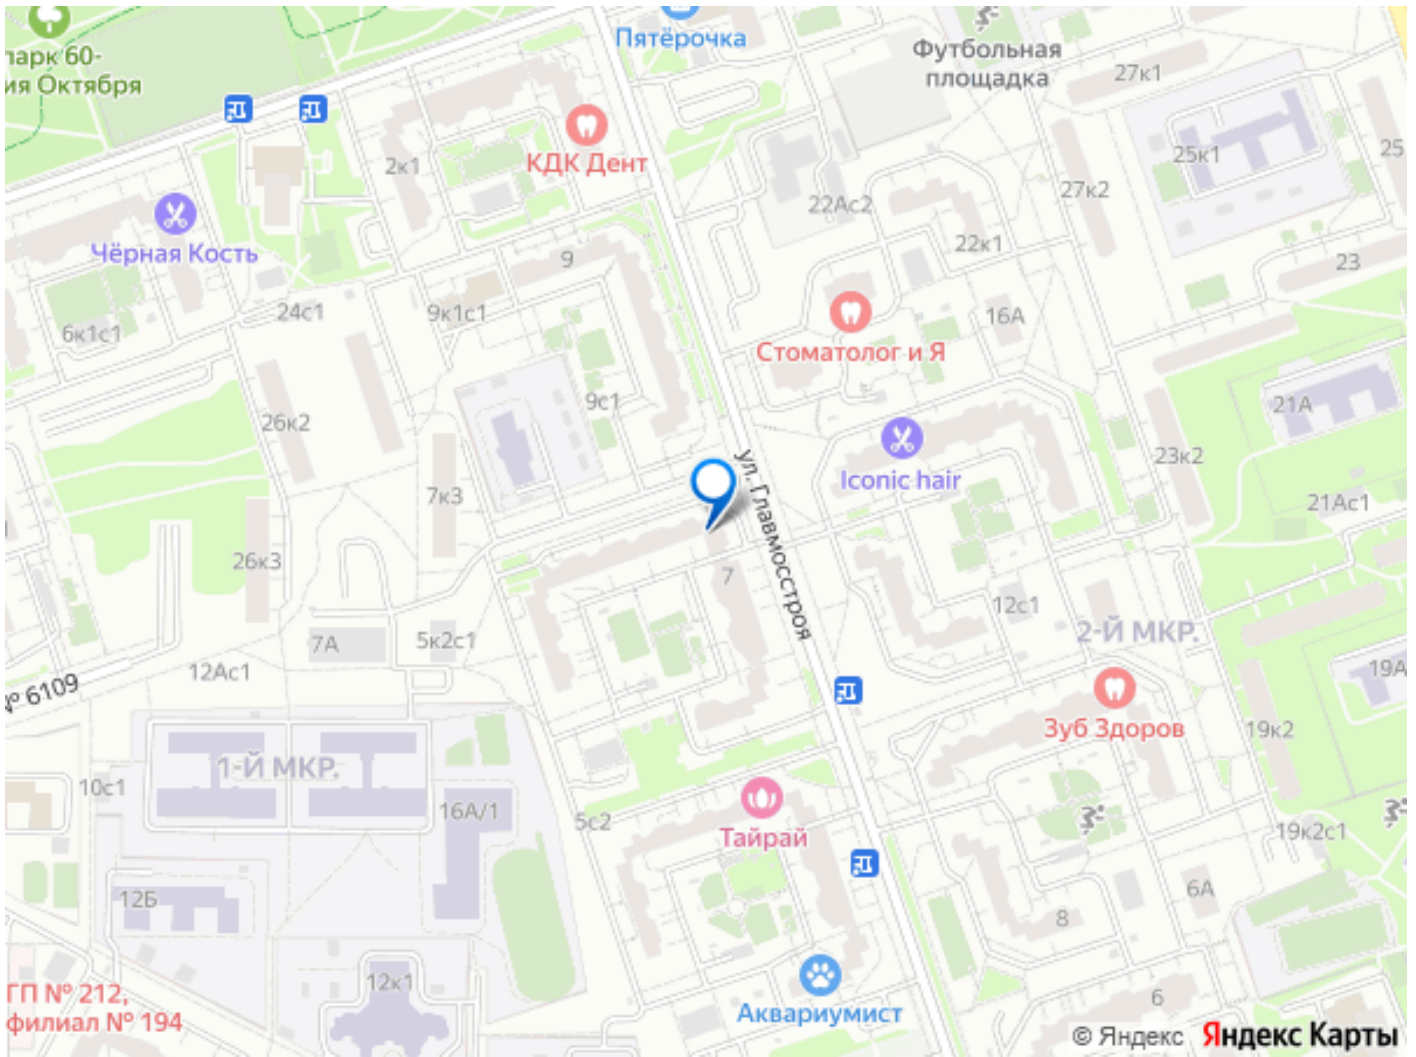 Пятёрочка
Футбольная
площадка
парк 60-
ия Октября
27к1
КДК Дент
2к1
25к1
25
27к2
22Ас2
Чёрная Кость
22к1
9
23
24с1
9к1с1
6к1с1
16А
Стоматолог и Я
9с1
21А
26к2
Iconic hair
23к2
ул. Главмосстроя
7к3
21Ас1
26к3
7
12с1
2-Й МКР.
7А
5к2с1
12Ас1
19А
№ 6109
Зуб Здоров
19к2
1-Й МКР.
10с1
16А/1
5с2
Тайрай
19к2с1
12Б
6А
8
12к1
ГП № 212,
филиал № 194
6
Аквариумист
© Яндекс Яндекс Карты